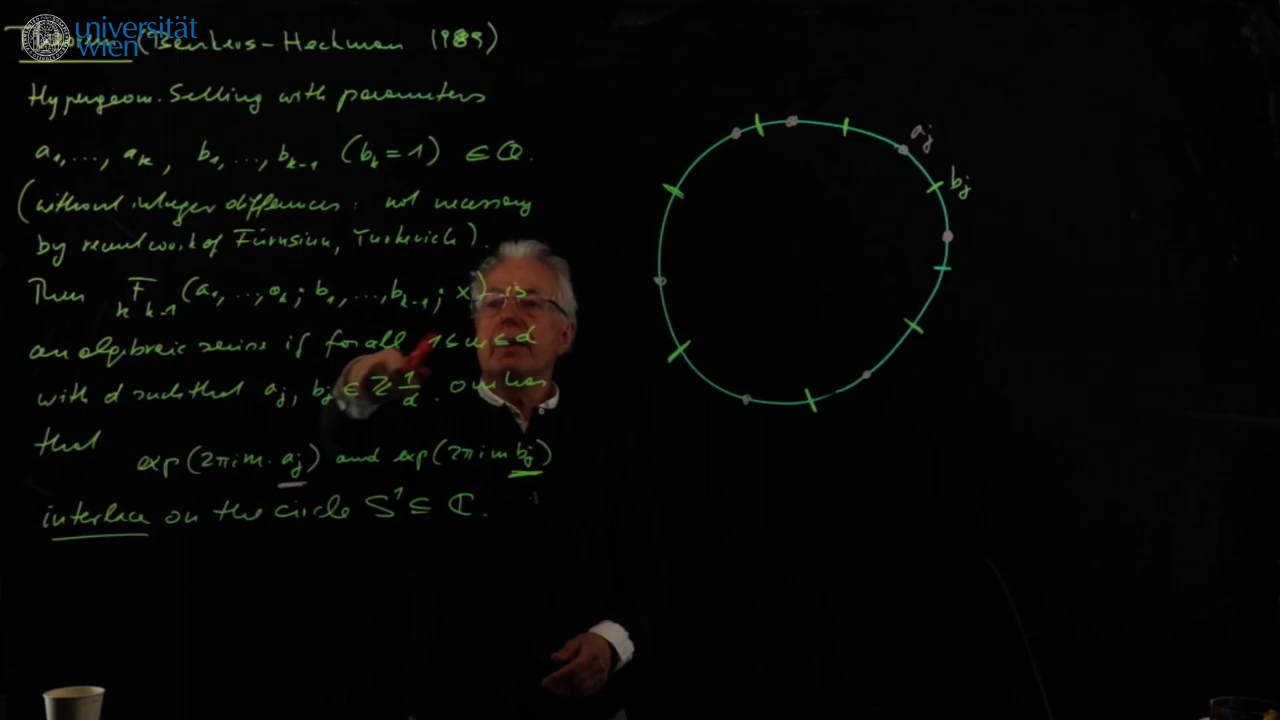 universität
wien
Theorem (Beukers-Heckman 1989)
Hypergeom. Setting with parameters
a₁,..., aₖ, b₁,..., bₖ₋₁ (bₖ=1) ∈ ℚ.
(without integer differences: not necessary
by recent work of Fürnsinn, Yurkevich).
Then ₖFₖ₋₁ (a₁,...,aₖ; b₁,...,bₖ₋₁; x) is
an algebraic series if for all 1≤m≤d
with d such that aⱼ, bⱼ ∈ ℤ 1/d. one has
that exp(2πim·aⱼ) and exp(2πim bⱼ)
interlace on the circle S¹ ⊆ ℂ.
aⱼ
bⱼ